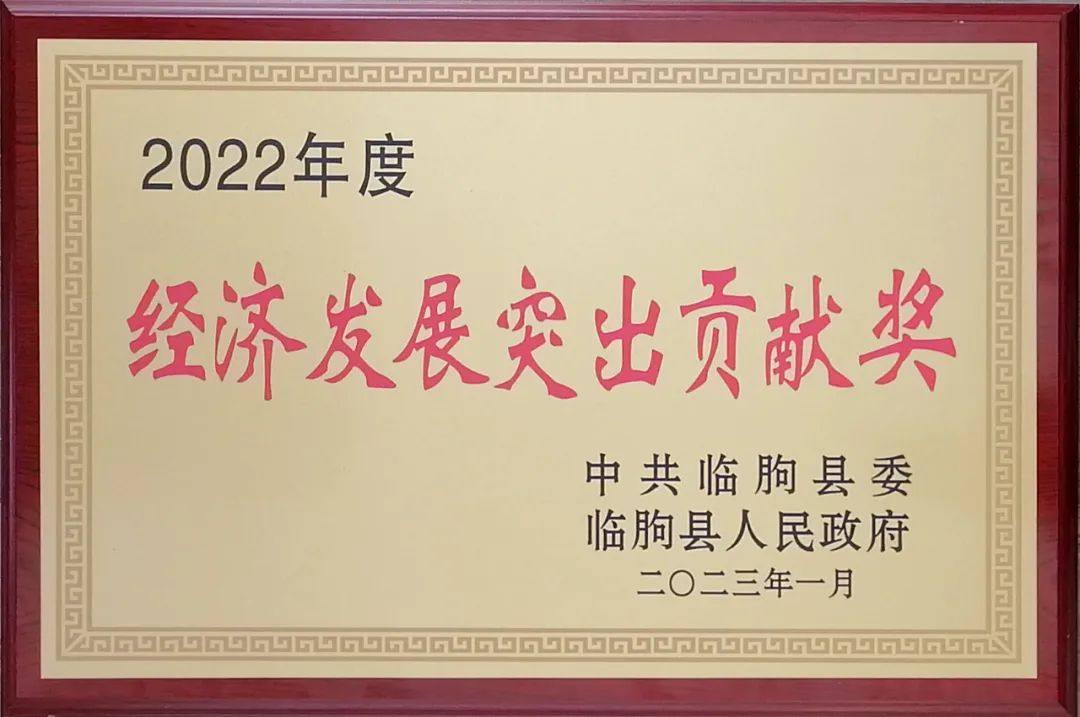 2022年度
经济发展突出贡献奖
中共临朐县委
临朐县人民政府
二〇二三年一月